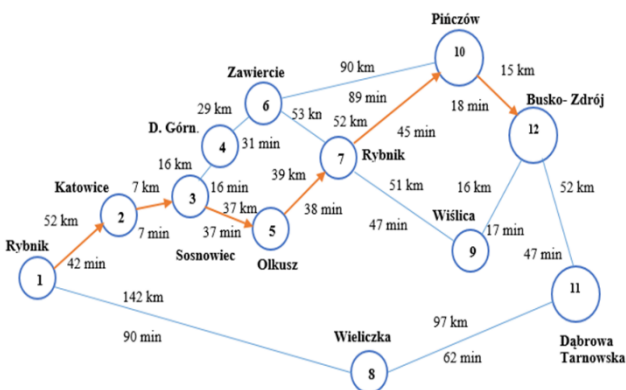 Pińczów
10
90 km
15 km
Zawiercie
89 min
18 min
Busko- Zdrój
29 km
6
53 kn
52 km
12
D. Górn.
4
31 min
45 min
7
Rybnik
16 km
39 km
Katowice
7 km
3
16 min
51 km
16 km
52 km
52 km
2
37 km
38 min
Wiślica
7 min
37 min
5
47 min
17 min
Rybnik
Sosnowiec
Olkusz
9
47 min
42 min
1
11
142 km
97 km
90 min
Wieliczka
62 min
Dąbrowa
Tarnowska
8